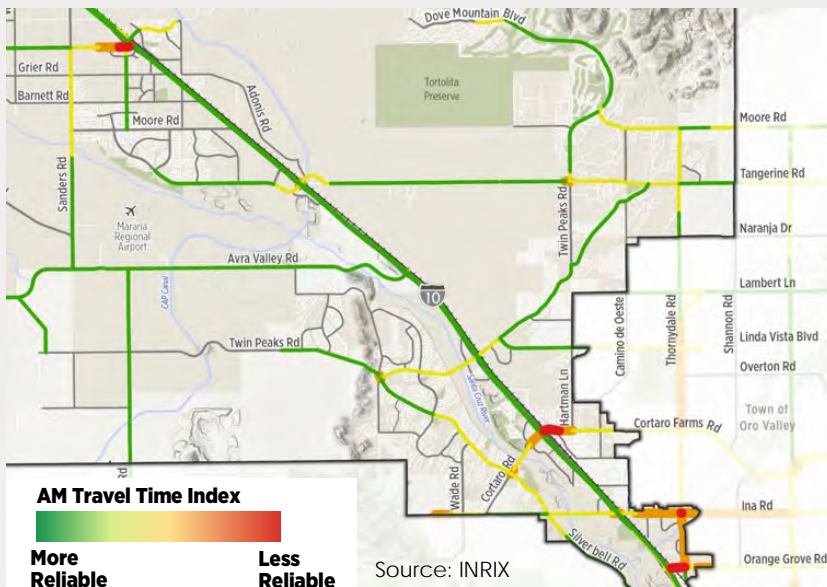 Dove Mountain Blvd
Grier Rd
Barnett Rd
Moore Rd
Adonis Rd
Tortolita
Preserve
Moore Rd
Tangerine Rd
Sanders Rd
Marana
Regional
Airport
Twin Peaks Rd
Naranja Dr
Avra Valley Rd
CAP Canal
10
Lambert Ln
Camino de Oeste
Thornydale Rd
Shannon Rd
Twin Peaks Rd
Linda Vista Blvd
Overton Rd
Santa Cruz River
Hartman Ln
Town of
Oro Valley
Cortaro Farms Rd
Rd
Wade Rd
Cortaro Rd
Ina Rd
Silverbell Rd
Orange Grove Rd
AM Travel Time Index
More
Reliable
Less
Reliable
Source: INRIX